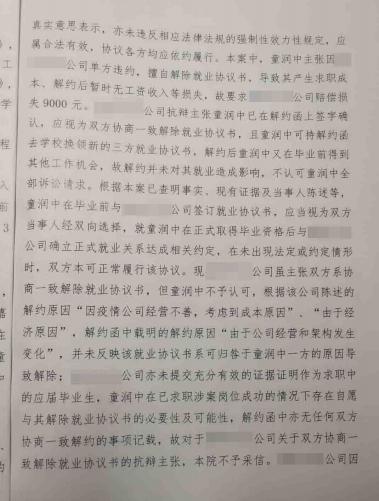 真实意思表示，亦未违反相应法律法规的强制性效力性规定，应
属合法有效，协议各方均应依约履行。本案中，童润中主张因
公司单方违约，擅自解除就业协议书，导致其产生求职成
本、解约后暂时无工资收入等损失，故要求 公司赔偿损
失 9000 元。 公司抗辩主张童润中已在解约函上签字确
认，应视为双方协商一致解除就业协议书，且童润中可持解约函
去学校换领新的三方就业协议书，解约后童润中又在毕业前得到
其他工作机会，故解约并未对其就业造成影响，不认可童润中全
部诉讼请求。根据本案已查明事实、现有证据及当事人陈述等，
童润中在毕业前与 公司签订就业协议书，应当视为双方
当事人经双向选择，就童润中在正式取得毕业资格后与
公司确立正式就业关系达成相关约定，在未出现法定或约定情形
时，双方本可正常履行该协议。现 公司虽主张双方系协
商一致解除就业协议书，但童润中不予认可，根据该公司陈述的
解约原因“因疫情公司经营不善，考虑到成本原因”、“由于经
济原因”，解约函中载明的解约原因“由于公司经营和架构发生
变化”，并未反映该就业协议书系可归咎于童润中一方的原因导
致解除； 公司亦未提交充分有效的证据证明作为求职中
的应届毕业生，童润中在已求职涉案岗位成功的情况下存在自愿
与其解除就业协议书的必要性及可能性，解约函亦无任何双方
协商一致解约的事项记载，故对于 公司关于双方协商一
致解除就业协议书的抗辩主张，本院不予采信。 公司因